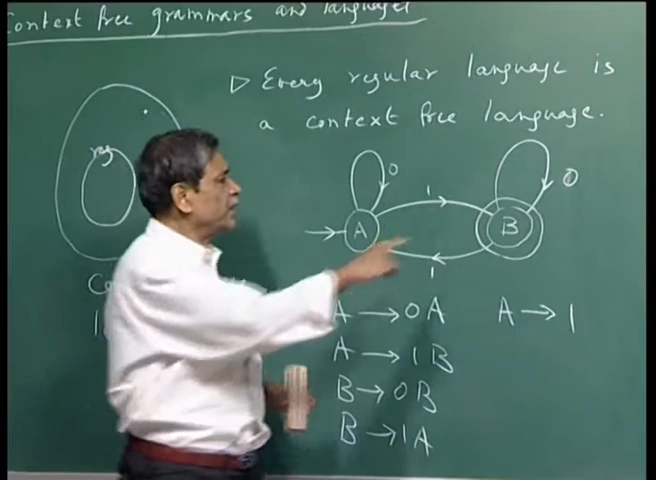 Context free grammars and languages
▷ Every regular language is
a context free language.
reg
0
1
0
A
B
1
A → 0A
A → 1
A → 1B
B → 0B
B → 1A